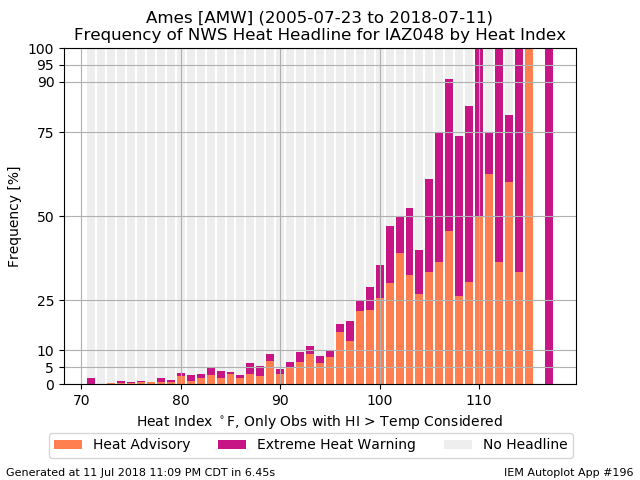 Ames [AMW] (2005-07-23 to 2018-07-11)
Frequency of NWS Heat Headline for IAZ048 by Heat Index
100
95
90
75
50
25
10
5
0
Frequency [%]
70 80 90 100 110
Heat Index °F, Only Obs with HI > Temp Considered
Heat Advisory Extreme Heat Warning No Headline
Generated at 11 Jul 2018 11:09 PM CDT in 6.45s IEM Autoplot App #196